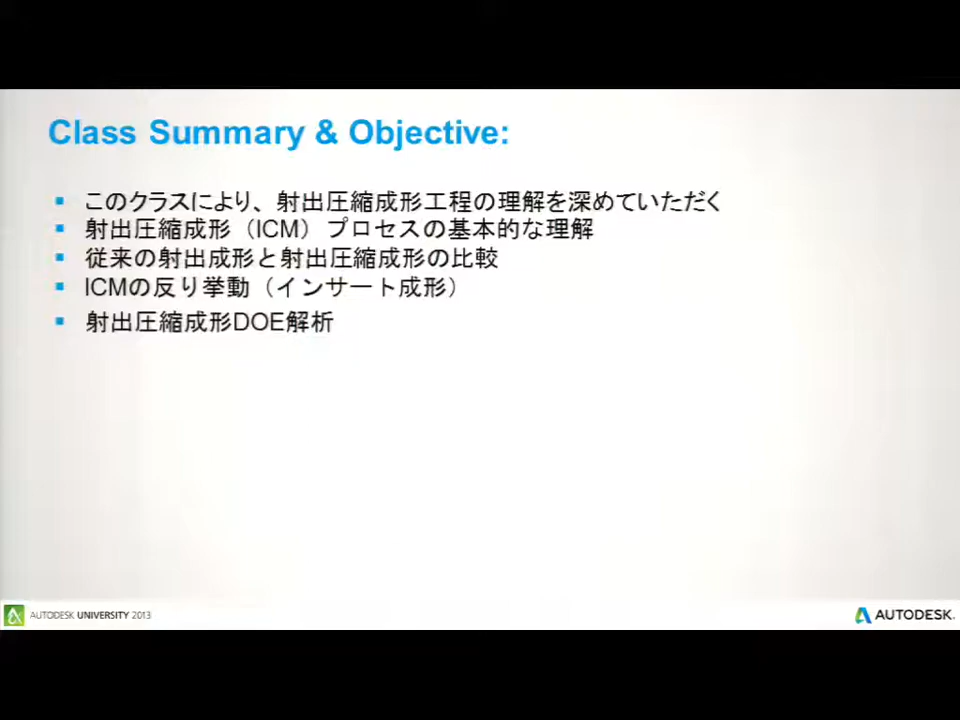 Class Summary & Objective:
このクラスにより、射出圧縮成形工程の理解を深めていただく
射出圧縮成形（ICM）プロセスの基本的な理解
従来の射出成形と射出圧縮成形の比較
ICMの反り挙動（インサート成形）
射出圧縮成形DOE解析
AUTODESK UNIVERSITY 2013
AUTODESK.